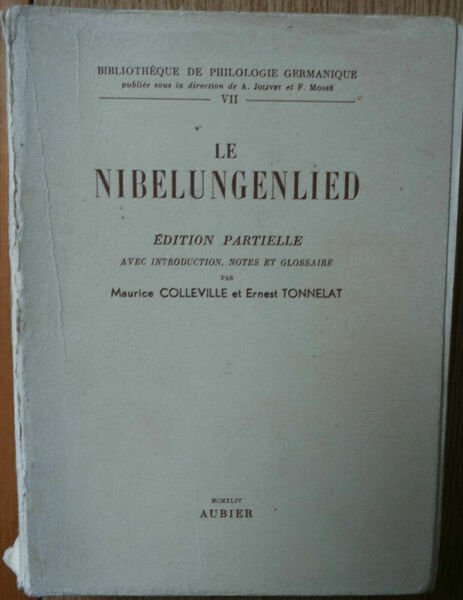 BIBLIOTHÈQUE DE PHILOLOGIE GERMANIQUE
publiée sous la direction de A. JOLIVET et F. MOSSÉ
VII
LE
NIBELUNGENLIED
ÉDITION PARTIELLE
AVEC INTRODUCTION, NOTES ET GLOSSAIRE
PAR
Maurice COLLEVILLE et Ernest TONNELAT
MCMXLIV
AUBIER